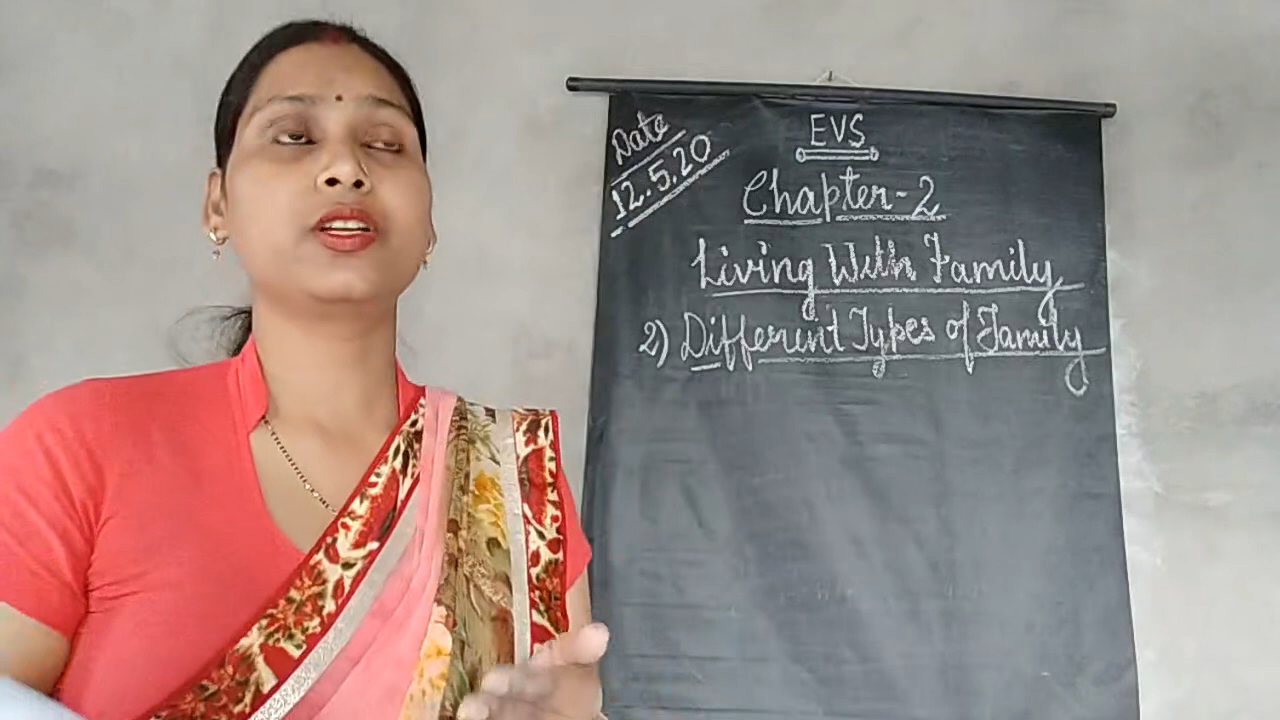 Date
12.5.20
EVS
Chapter-2
Living With Family
2) Different Types of Family